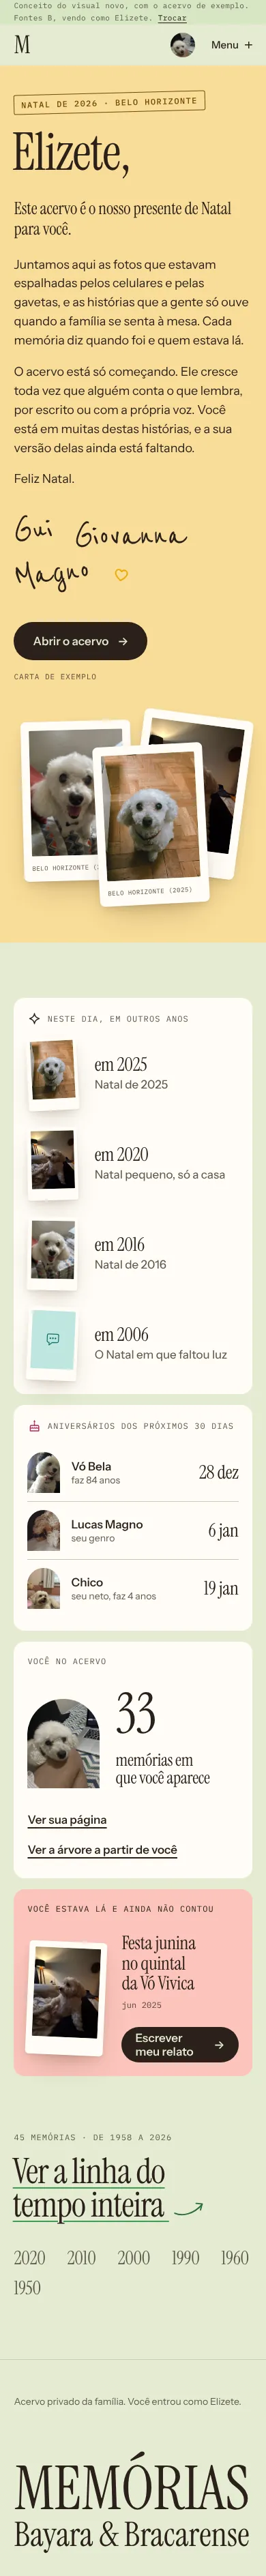 Conceito do visual novo, com o acervo de exemplo.
Fontes B, vendo como Elizete. Trocar
M
Menu +
NATAL DE 2026 · BELO HORIZONTE
Elizete,
Este acervo é o nosso presente de Natal
para você.
Juntamos aqui as fotos que estavam
espalhadas pelos celulares e pelas
gavetas, e as histórias que a gente só ouve
quando a família se senta à mesa. Cada
memória diz quando foi e quem estava lá.
O acervo está só começando. Ele cresce
toda vez que alguém conta o que lembra,
por escrito ou com a própria voz. Você
está em muitas destas histórias, e a sua
versão delas ainda está faltando.
Feliz Natal.
Gui Giovanna
Magno
Abrir o acervo →
CARTA DE EXEMPLO
BELO HORIZONTE (2
BELO HORIZONTE (2025)
NESTE DIA, EM OUTROS ANOS
em 2025
Natal de 2025
em 2020
Natal pequeno, só a casa
em 2016
Natal de 2016
em 2006
O Natal em que faltou luz
ANIVERSÁRIOS DOS PRÓXIMOS 30 DIAS
Vó Bela
faz 84 anos
28 dez
Lucas Magno
seu genro
6 jan
Chico
seu neto, faz 4 anos
19 jan
VOCÊ NO ACERVO
33
memórias em
que você aparece
Ver sua página
Ver a árvore a partir de você
VOCÊ ESTAVA LÁ E AINDA NÃO CONTOU
Festa junina
no quintal
da Vó Vivica
jun 2025
Escrever
meu relato →
45 MEMÓRIAS · DE 1958 A 2026
Ver a linha do
tempo inteira
2020 2010 2000 1990 1960
1950
Acervo privado da família. Você entrou como Elizete.
MEMÓRIAS
Bayara & Bracarense